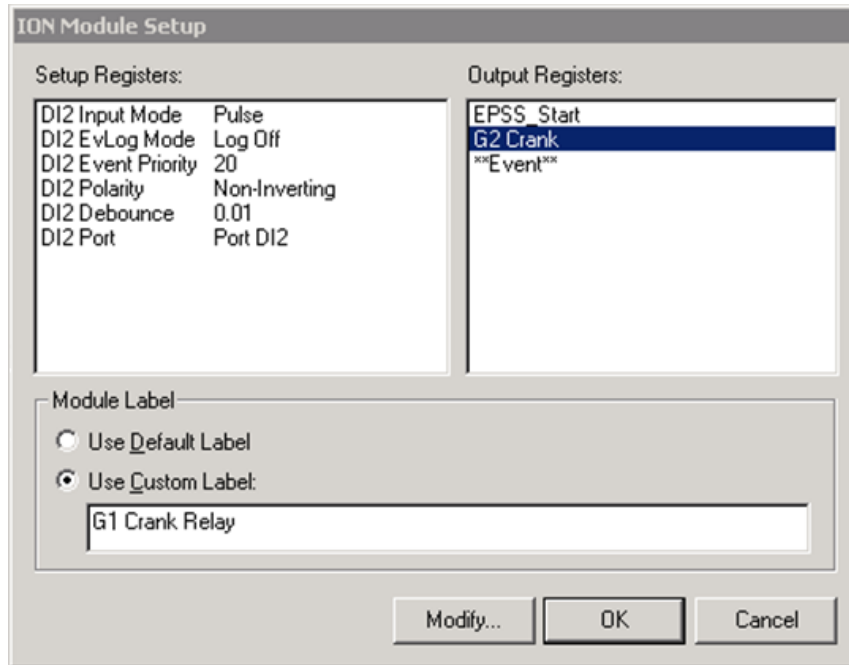 ION Module Setup
Setup Registers:
DI2 Input Mode Pulse
DI2 EvLog Mode Log Off
DI2 Event Priority 20
DI2 Polarity Non-Inverting
DI2 Debounce 0.01
DI2 Port Port DI2
Output Registers:
EPSS_Start
G2 Crank
**Event**
Module Label
Use Default Label
Use Custom Label:
G1 Crank Relay
Modify...
OK
Cancel